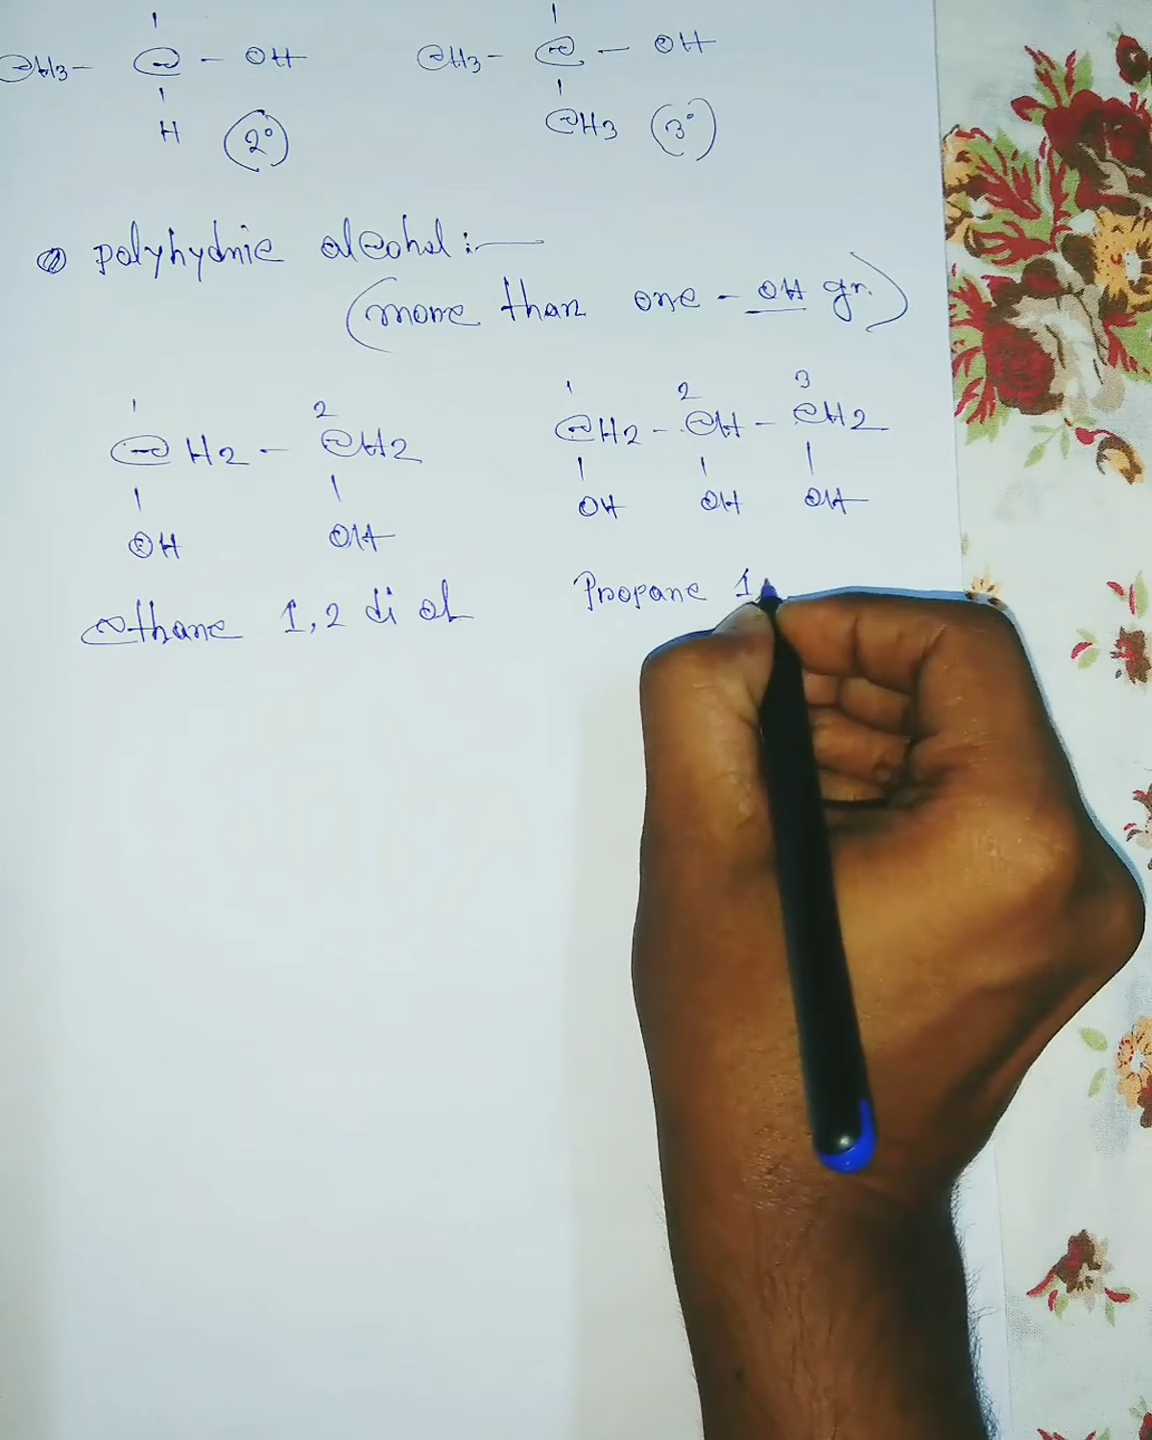 CH3 - C - OH CH3 - C - OH
H (2°) CH3 (3°)
polyhydric alcohol :-
(more than one - OH gr.)
1 2 1 2 3
CH2 - CH2 CH2 - CH - CH2
OH OH OH OH OH
ethane 1,2 di ol Propane 1,